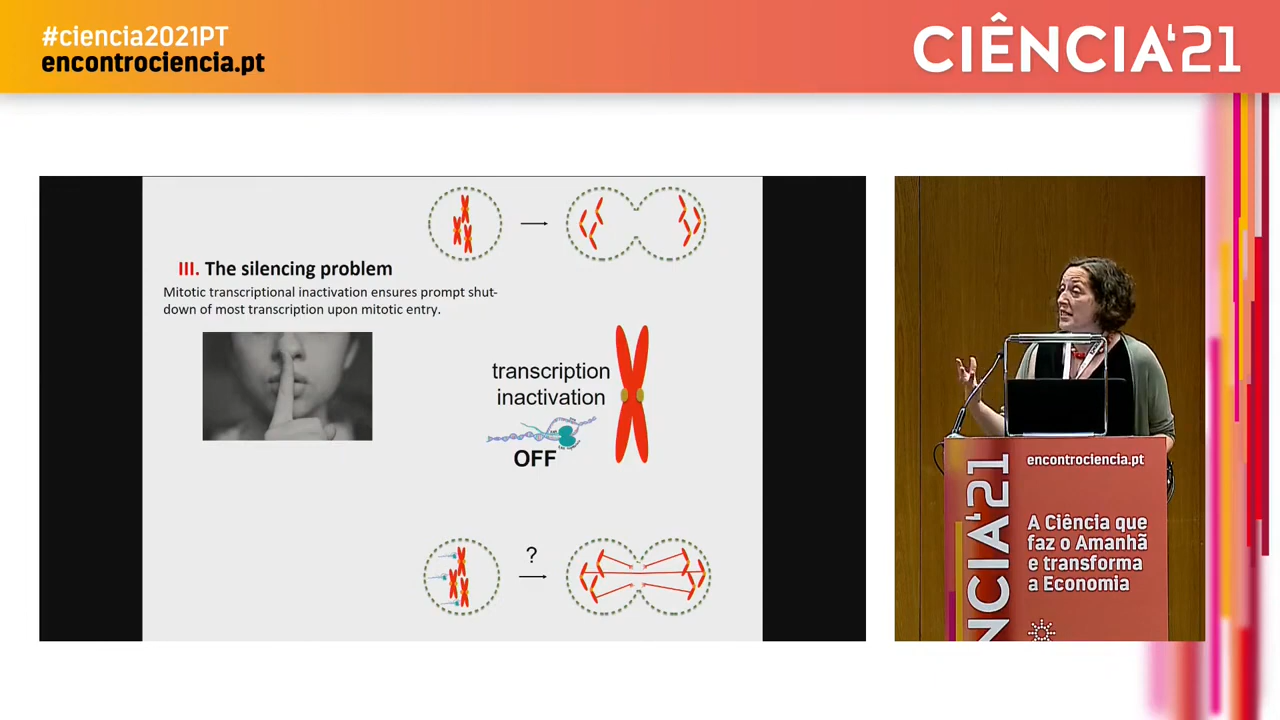 #ciencia2021PT
encontrociencia.pt
CIÊNCIA'21
III. The silencing problem
Mitotic transcriptional inactivation ensures prompt shut-
down of most transcription upon mitotic entry.
transcription
inactivation
OFF
?
encontrociencia.pt
CIÊNCIA'21
A Ciência que
faz o Amanhã
e transforma
a Economia